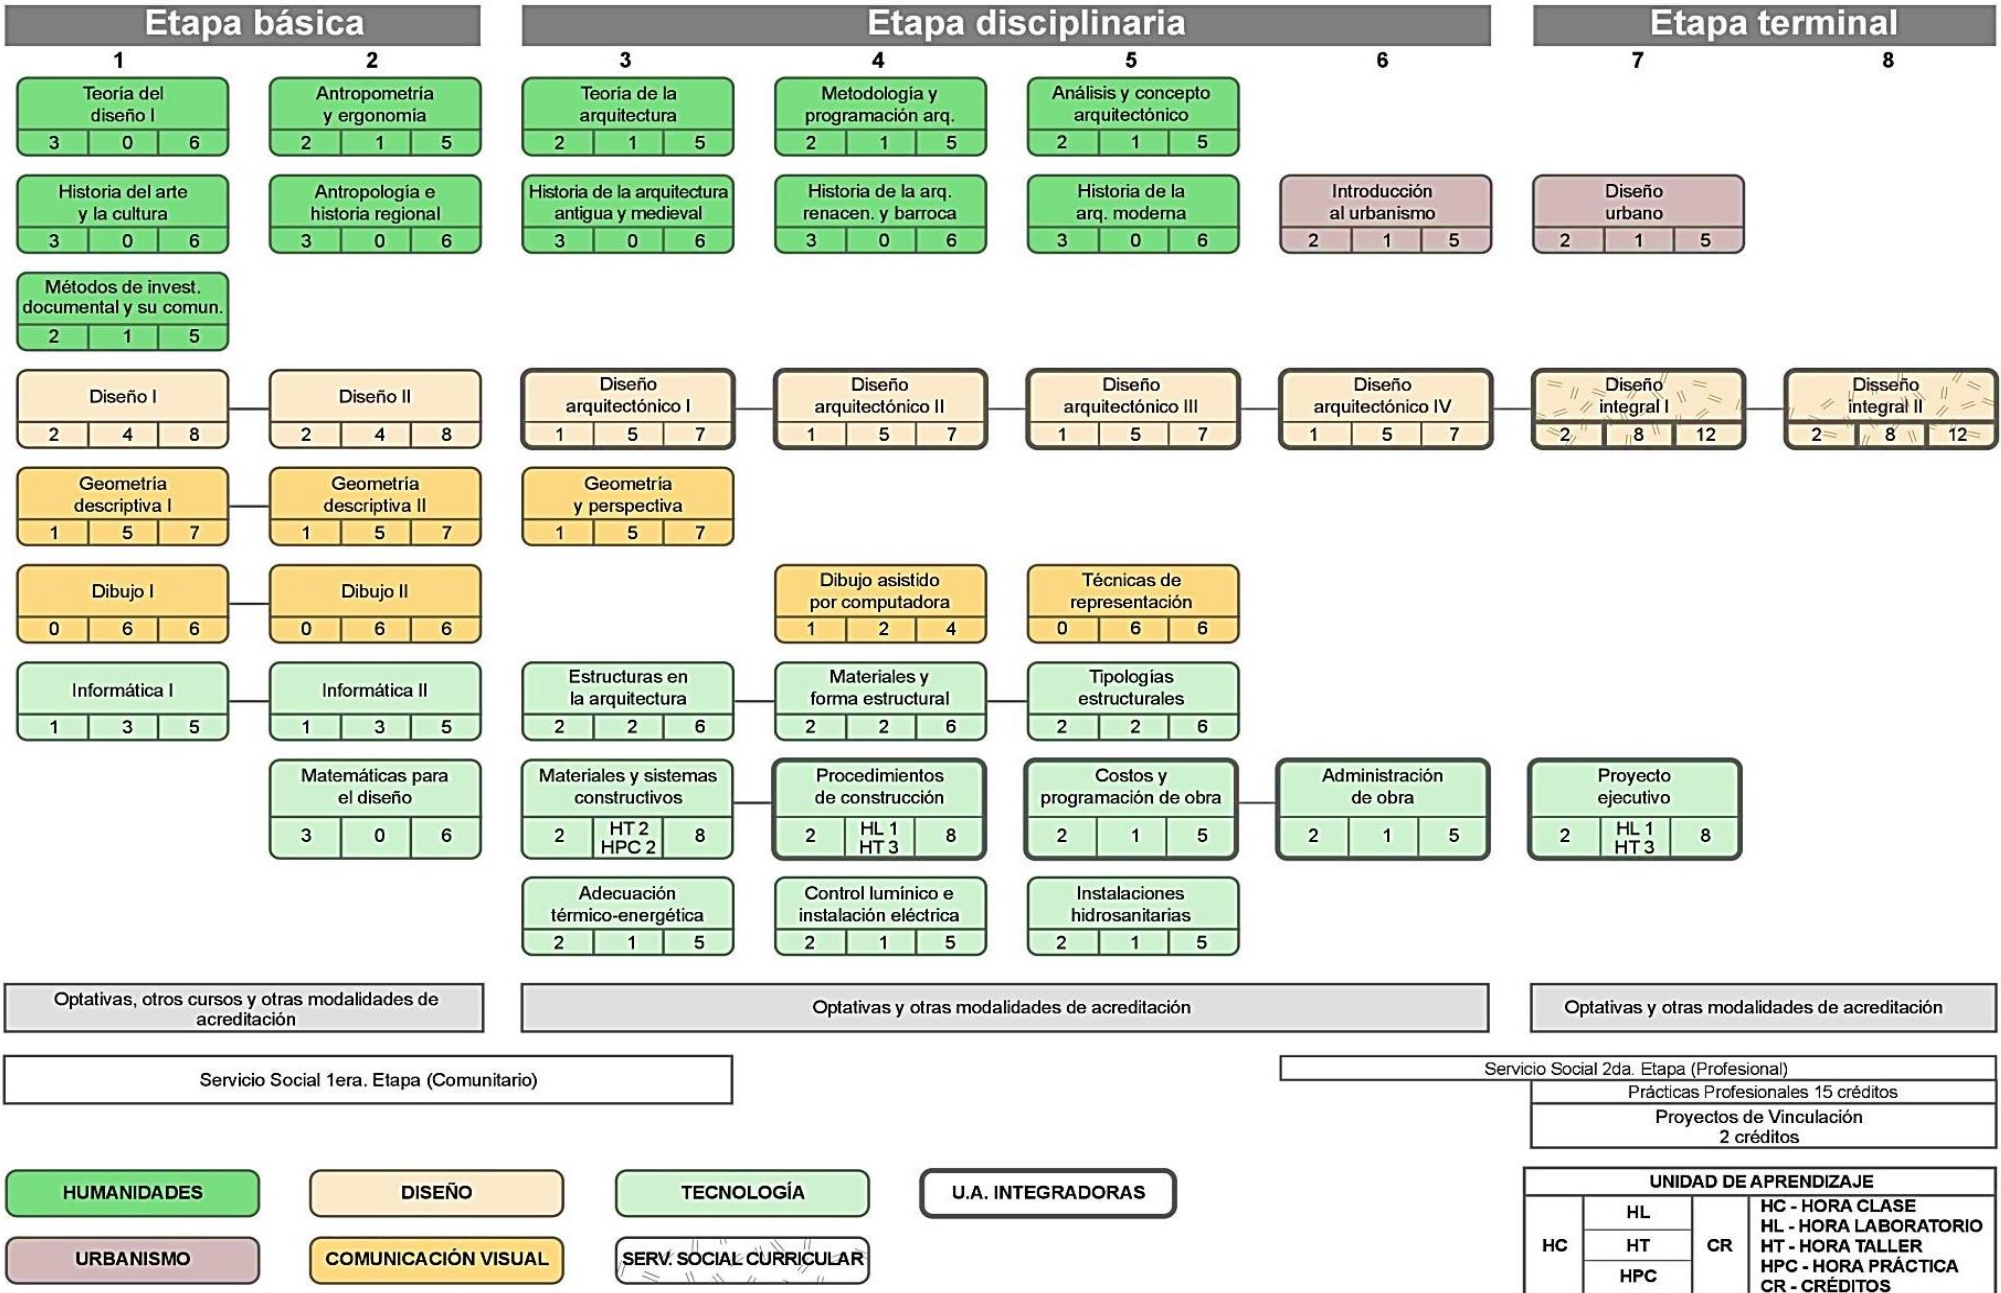 Etapa básica
Etapa disciplinaria
Etapa terminal
1 2 3 4 5 6 7 8
Teoría del
diseño I
3 0 6
Antropometría
y ergonomía
2 1 5
Teoria de la
arquitectura
2 1 5
Metodología y
programación arq.
2 1 5
Análisis y concepto
arquitectónico
2 1 5
Historia del arte
y la cultura
3 0 6
Antropología e
historia regional
3 0 6
Historia de la arquitectura
antigua y medieval
3 0 6
Historia de la arq.
renacen. y barroca
3 0 6
Historia de la
arq. moderna
3 0 6
Introducción
al urbanismo
2 1 5
Diseño
urbano
2 1 5
Métodos de invest.
documental y su comun.
2 1 5
Diseño I
2 4 8
Diseño II
2 4 8
Diseño
arquitectónico I
1 5 7
Diseño
arquitectónico II
1 5 7
Diseño
arquitectónico III
1 5 7
Diseño
arquitectónico IV
1 5 7
Diseño
integral I
2 8 12
Disseño
integral II
2 8 12
Geometría
descriptiva I
1 5 7
Geometría
descriptiva II
1 5 7
Geometría
y perspectiva
1 5 7
Dibujo I
0 6 6
Dibujo II
0 6 6
Dibujo asistido
por computadora
1 2 4
Técnicas de
representación
0 6 6
Informática I
1 3 5
Informática II
1 3 5
Estructuras en
la arquitectura
2 2 6
Materiales y
forma estructural
2 2 6
Tipologías
estructurales
2 2 6
Matemáticas para
el diseño
3 0 6
Materiales y sistemas
constructivos
2 HT 2 8
HPC 2
Procedimientos
de construcción
2 HL 1 8
HT 3
Costos y
programación de obra
2 1 5
Administración
de obra
2 1 5
Proyecto
ejecutivo
2 HL 1 8
HT 3
Adecuación
térmico-energética
2 1 5
Control lumínico e
instalación eléctrica
2 1 5
Instalaciones
hidrosanitarias
2 1 5
Optativas, otros cursos y otras modalidades de
acreditación
Optativas y otras modalidades de acreditación
Optativas y otras modalidades de acreditación
Servicio Social 1era. Etapa (Comunitario)
Servicio Social 2da. Etapa (Profesional)
Prácticas Profesionales 15 créditos
Proyectos de Vinculación
2 créditos
HUMANIDADES
DISEÑO
TECNOLOGÍA
U.A. INTEGRADORAS
URBANISMO
COMUNICACIÓN VISUAL
SERV. SOCIAL CURRICULAR
UNIDAD DE APRENDIZAJE
HC
HL
HT
HPC
CR
HC - HORA CLASE
HL - HORA LABORATORIO
HT - HORA TALLER
HPC - HORA PRÁCTICA
CR - CRÉDITOS